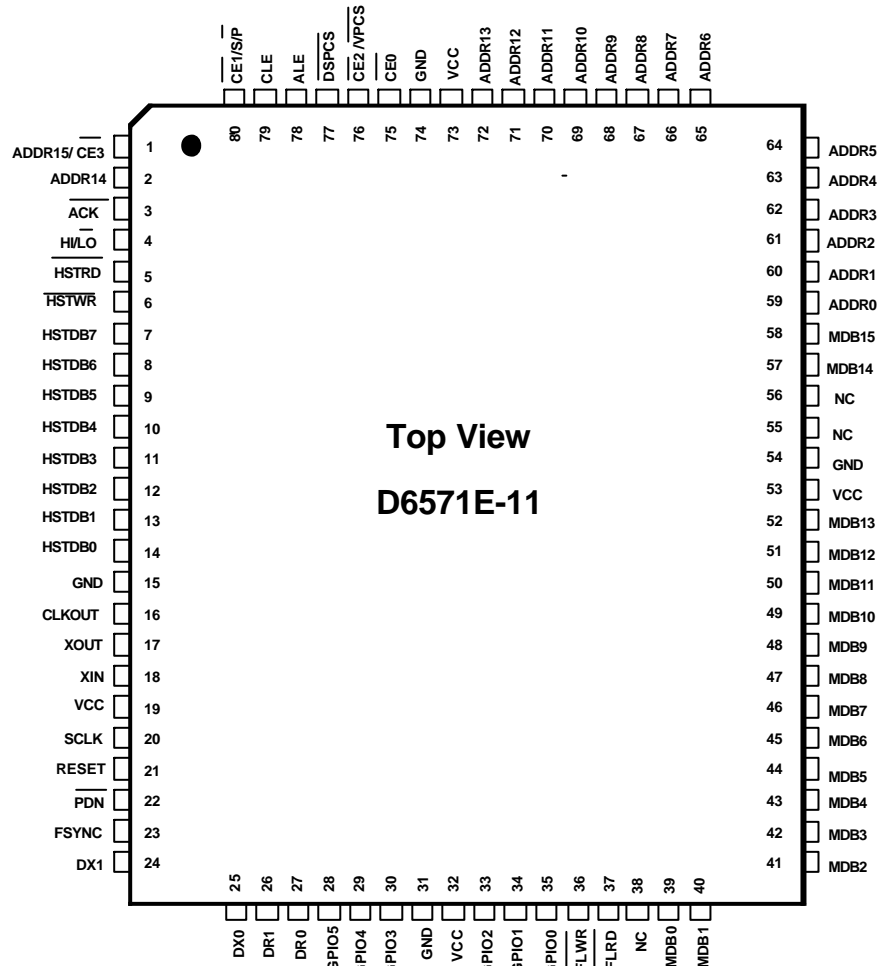 CE1/S/P
CLE
ALE
DSPCS
CE2 /VPCS
CE0
GND
VCC
ADDR13
ADDR12
ADDR11
ADDR10
ADDR9
ADDR8
ADDR7
ADDR6
80 79 78 77 76 75 74 73 72 71 70 69 68 67 66 65
ADDR15/ CE3 1
ADDR14 2
ACK 3
HI/LO 4
HSTRD 5
HSTWR 6
HSTDB7 7
HSTDB6 8
HSTDB5 9
HSTDB4 10
HSTDB3 11
HSTDB2 12
HSTDB1 13
HSTDB0 14
GND 15
CLKOUT 16
XOUT 17
XIN 18
VCC 19
SCLK 20
RESET 21
PDN 22
FSYNC 23
DX1 24
Top View
D6571E-11
64 ADDR5
63 ADDR4
62 ADDR3
61 ADDR2
60 ADDR1
59 ADDR0
58 MDB15
57 MDB14
56 NC
55 NC
54 GND
53 VCC
52 MDB13
51 MDB12
50 MDB11
49 MDB10
48 MDB9
47 MDB8
46 MDB7
45 MDB6
44 MDB5
43 MDB4
42 MDB3
41 MDB2
25 26 27 28 29 30 31 32 33 34 35 36 37 38 39 40
DX0
DR1
DR0
GPIO5
GPIO4
GPIO3
GND
VCC
GPIO2
GPIO1
GPIO0
FLWR
FLRD
NC
MDB0
MDB1